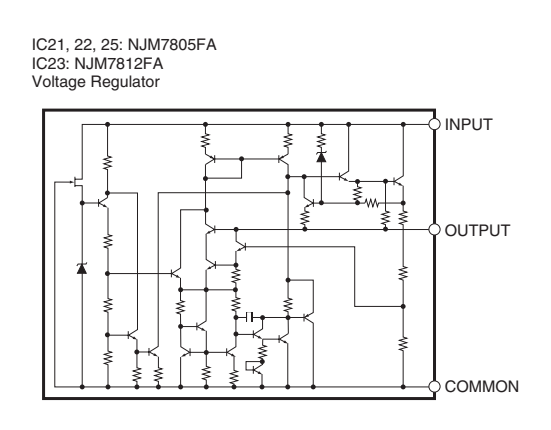 IC21, 22, 25: NJM7805FA
IC23: NJM7812FA
Voltage Regulator
INPUT
OUTPUT
COMMON